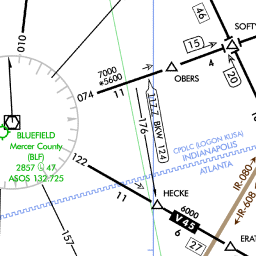 46
SOFTY
15
010
7000
*5600
4
20
OBERS
074
11
117.7 BKW 124
176
BLUEFIELD
Mercer County
(BLF)
2857 @ 47
ASOS 132.725
CPDLC (LOGON KUSA)
INDIANAPOLIS
ATLANTA
122
IR-080
IR-608
HECKE
11
6000
V45
6
27
157
ERAT